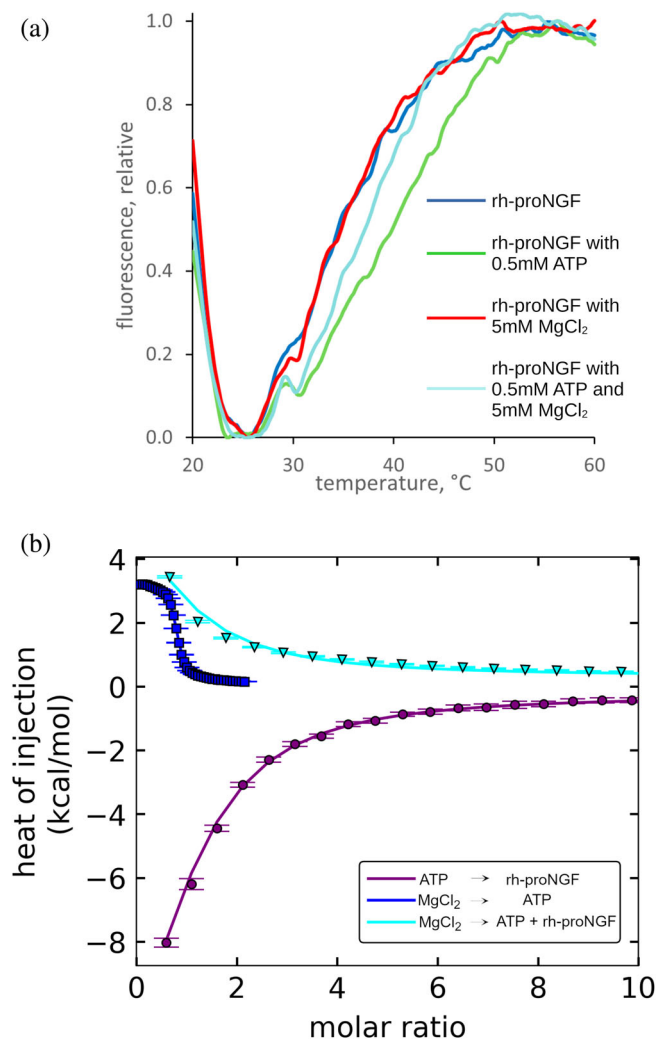 (a)
1.0
0.8
0.6
0.4
0.2
0.0
fluorescence, relative
20
30
40
50
60
temperature, °C
rh-proNGF
rh-proNGF with
0.5mM ATP
rh-proNGF with
5mM MgCl₂
rh-proNGF with
0.5mM ATP and
5mM MgCl₂
(b)
4
2
0
−2
−4
−6
−8
heat of injection
(kcal/mol)
0
2
4
6
8
10
molar ratio
ATP → rh-proNGF
MgCl₂ → ATP
MgCl₂ → ATP + rh-proNGF